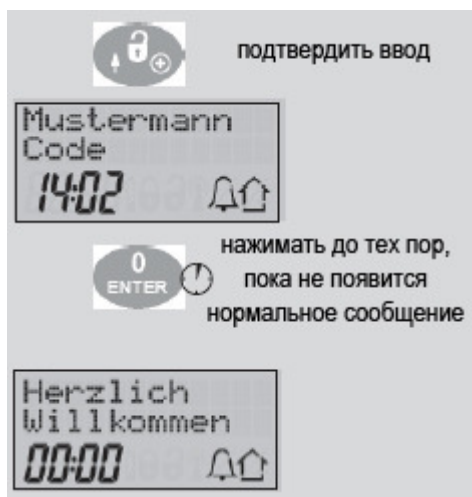 подтвердить ввод
Mustermann
Code
14:02
0
ENTER
нажимать до тех пор,
пока не появится
нормальное сообщение
Herzlich
Willkommen
00:00